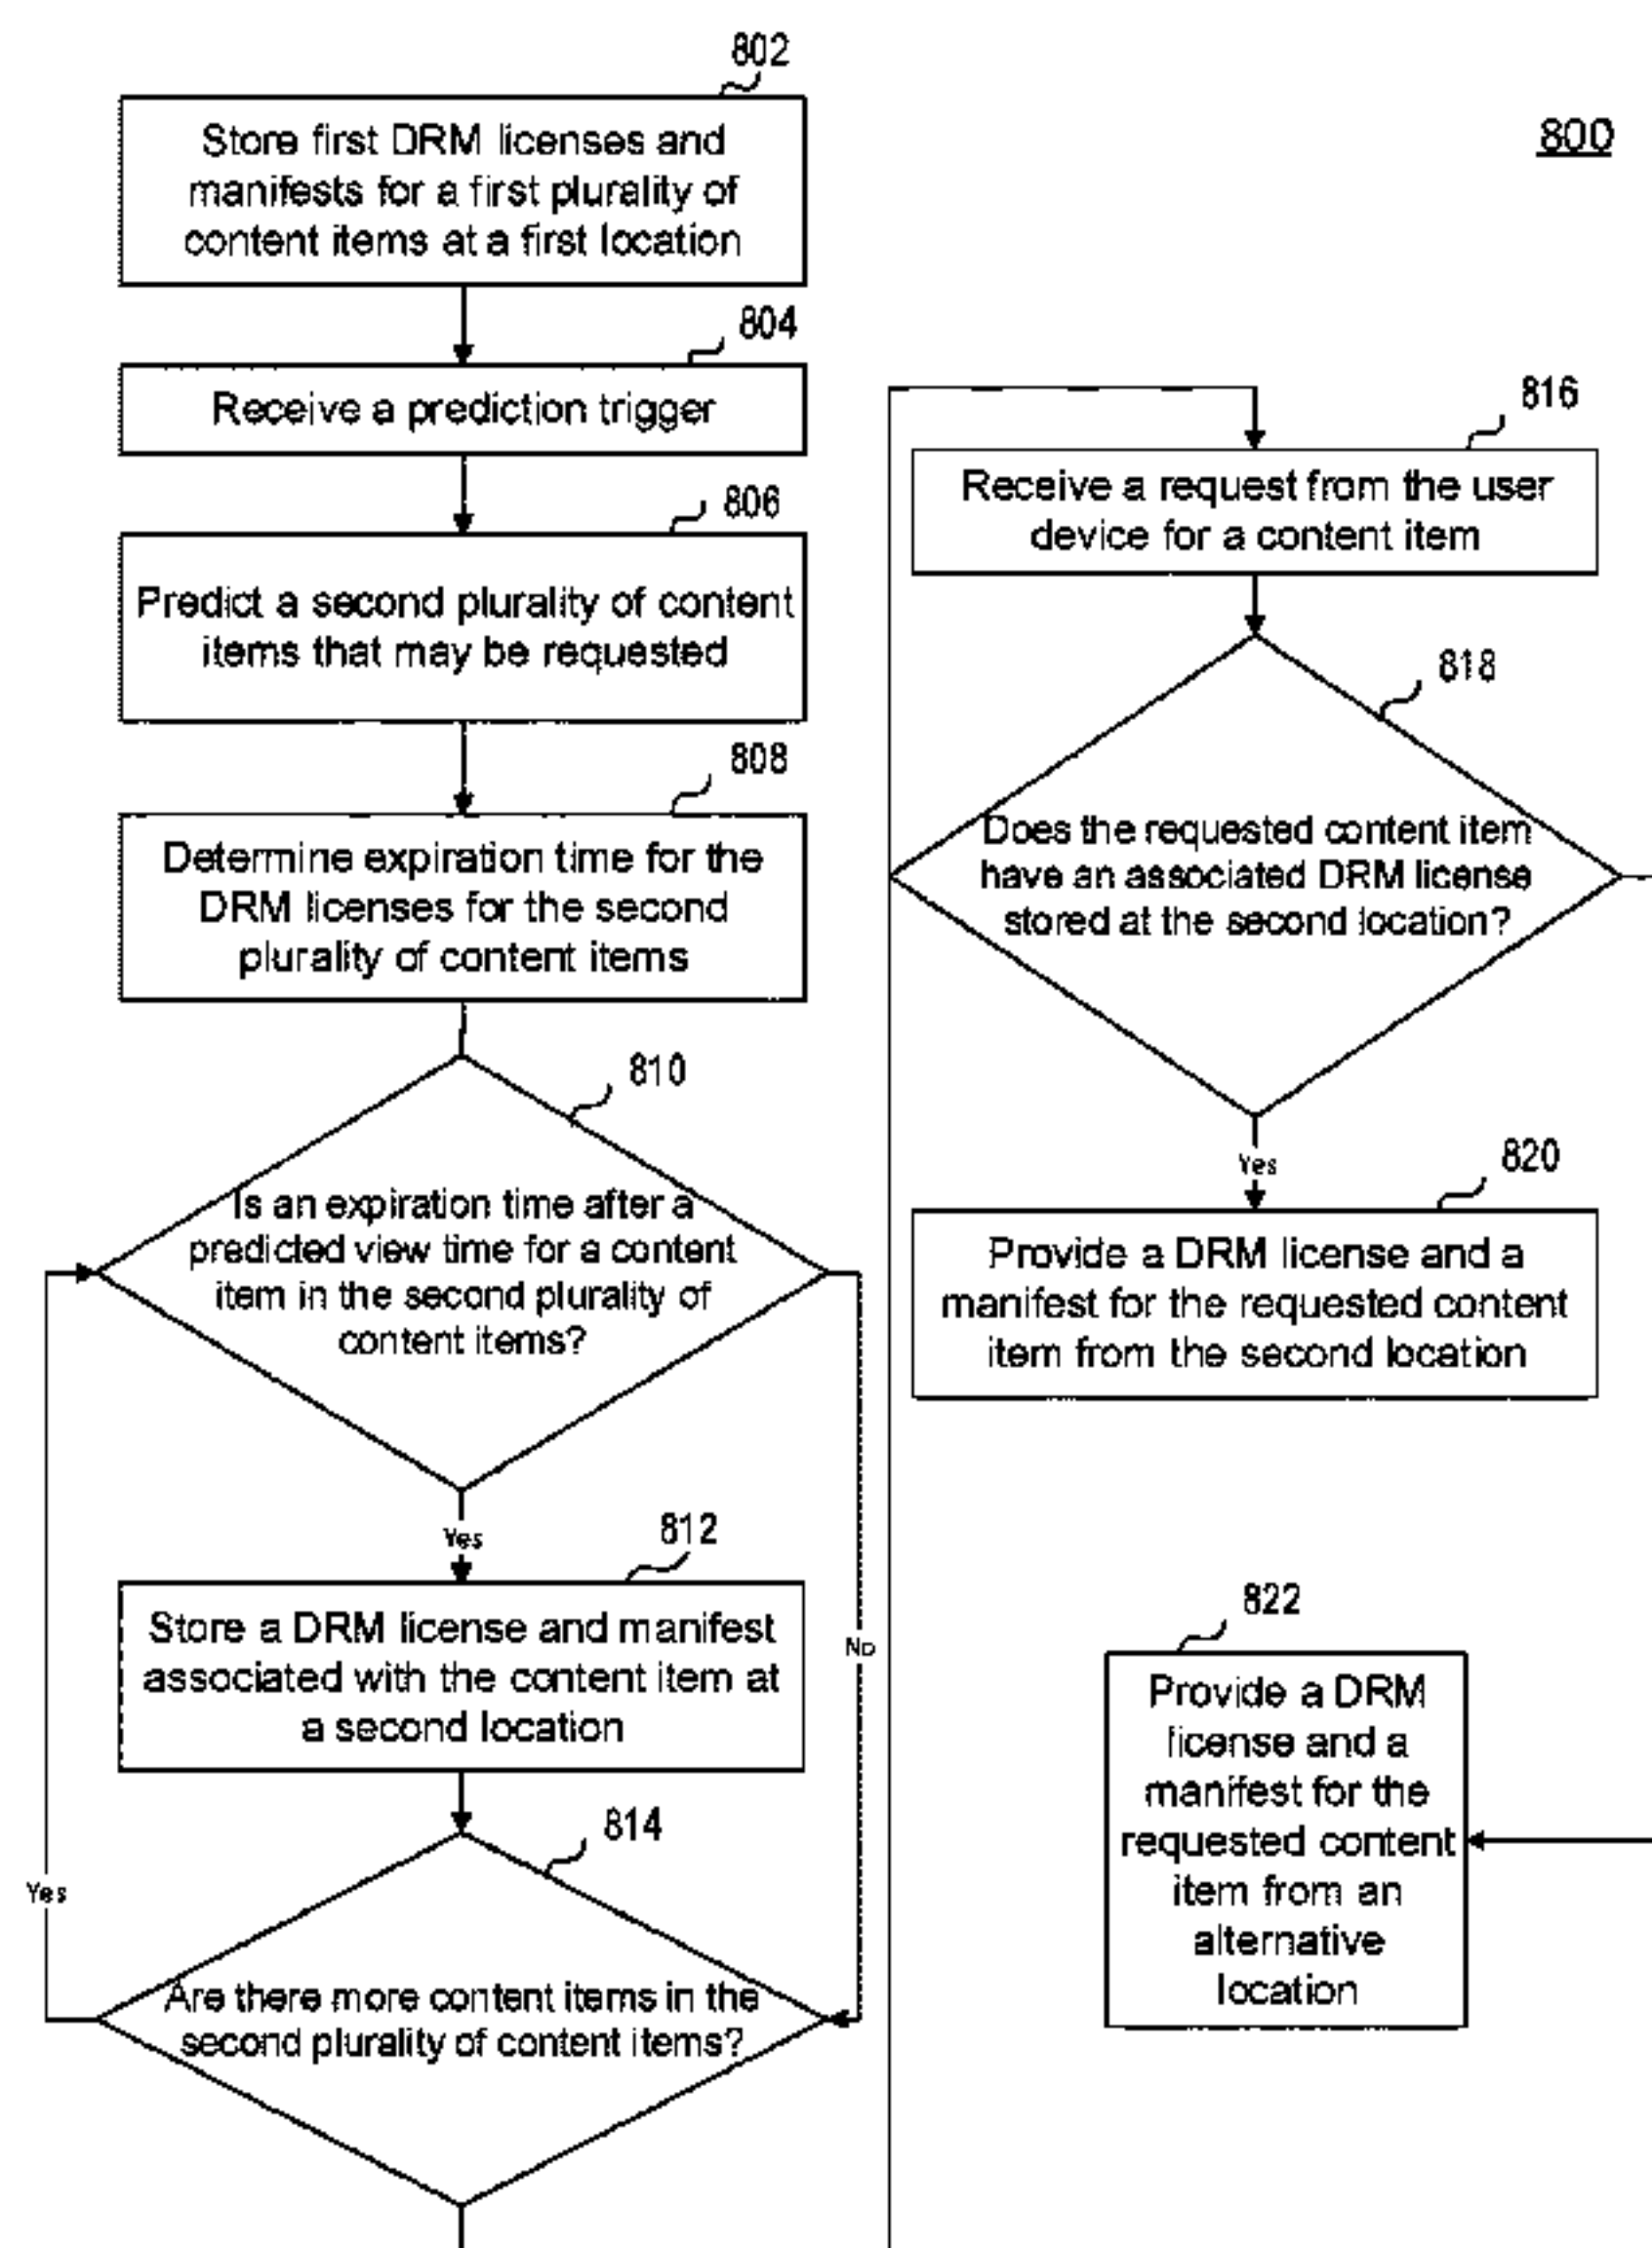 802
800
Store first DRM licenses and
manifests for a first plurality of
content items at a first location
804
Receive a prediction trigger
806
Predict a second plurality of content
items that may be requested
808
Determine expiration time for the
DRM licenses for the second
plurality of content items
810
Is an expiration time after a
predicted view time for a content
item in the second plurality of
content items?
Yes
812
Store a DRM license and manifest
associated with the content item at
a second location
No
814
Yes
Are there more content items in the
second plurality of content items?
816
Receive a request from the user
device for a content item
818
Does the requested content item
have an associated DRM license
stored at the second location?
Yes
820
Provide a DRM license and a
manifest for the requested content
item from the second location
822
Provide a DRM
license and a
manifest for the
requested content
item from an
alternative
location